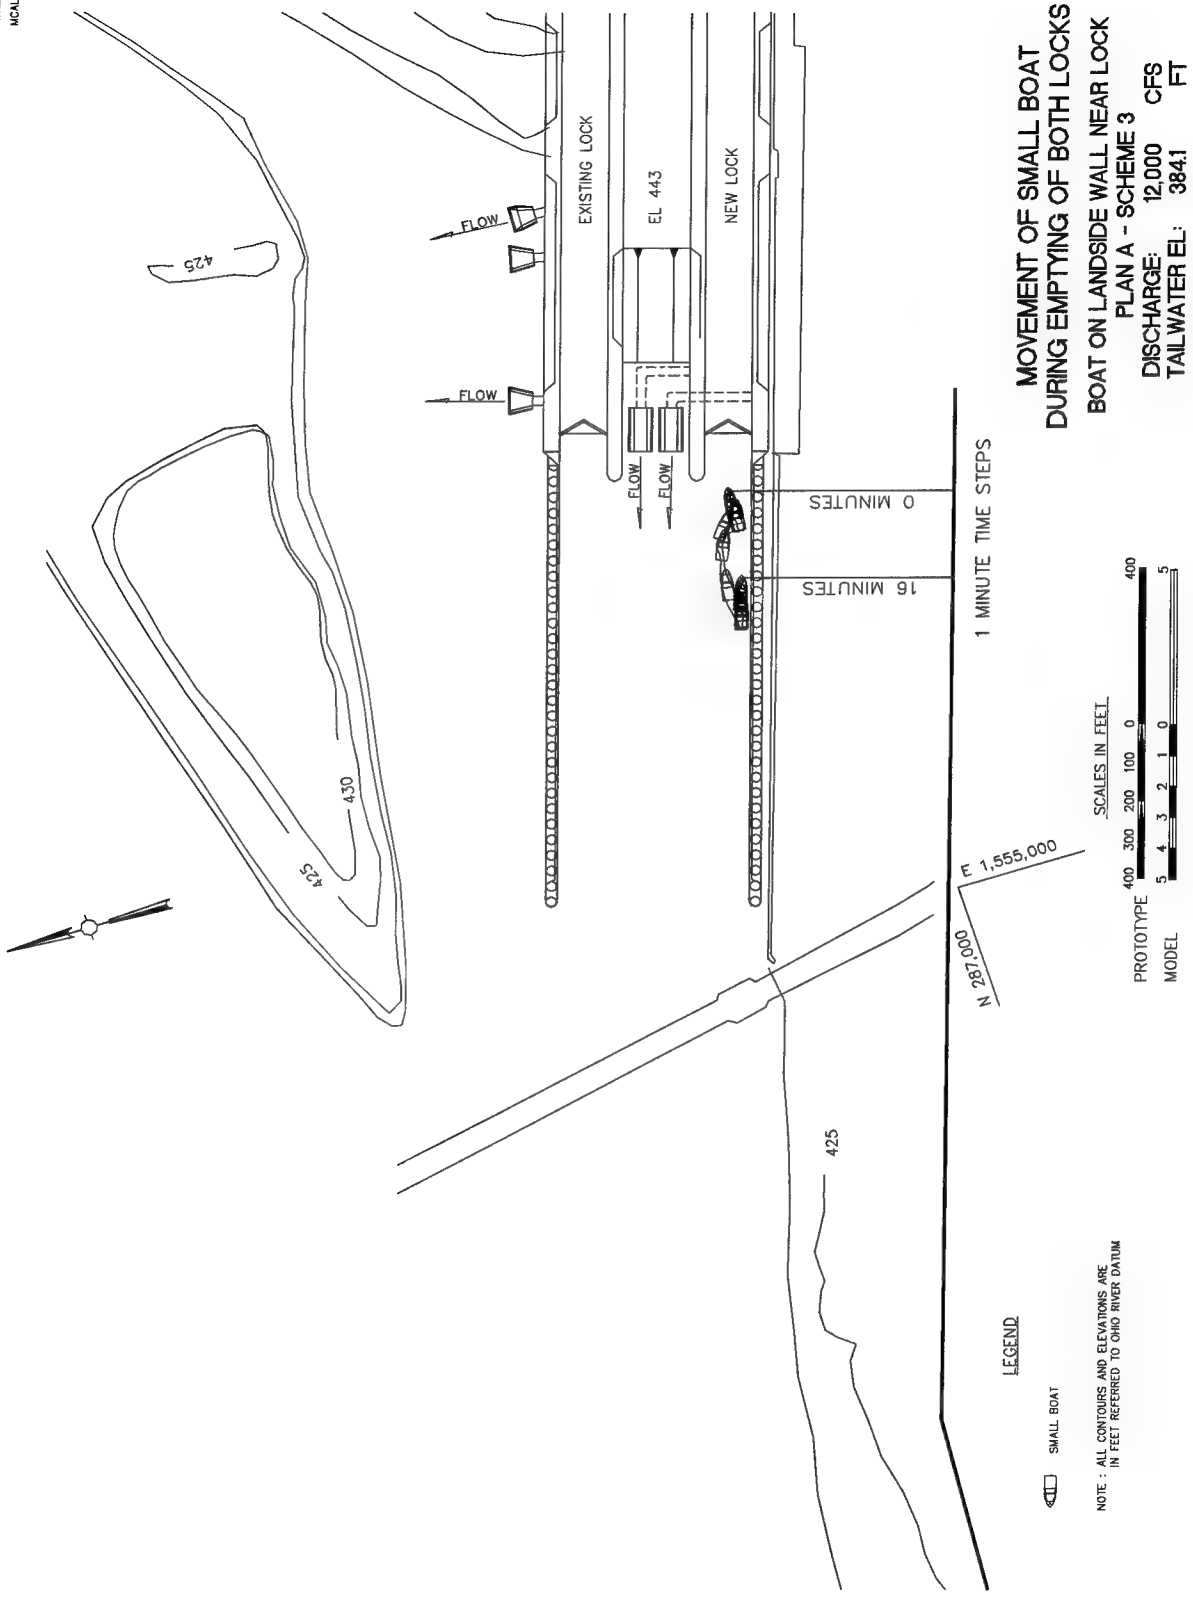 MCAL
FLOW
FLOW
425
EXISTING LOCK
EL 443
NEW LOCK
FLOW
FLOW
0 MINUTES
16 MINUTES
1 MINUTE TIME STEPS
430
425
E 1,555,000
N 287,000
425
SCALES IN FEET
PROTOTYPE 400 300 200 100 0 400
MODEL 5 4 3 2 1 0 5
LEGEND
SMALL BOAT
NOTE : ALL CONTOURS AND ELEVATIONS ARE
IN FEET REFERRED TO OHIO RIVER DATUM
MOVEMENT OF SMALL BOAT
DURING EMPTYING OF BOTH LOCKS
BOAT ON LANDSIDE WALL NEAR LOCK
PLAN A - SCHEME 3
DISCHARGE: 12,000 CFS
TAILWATER EL: 384.1 FT